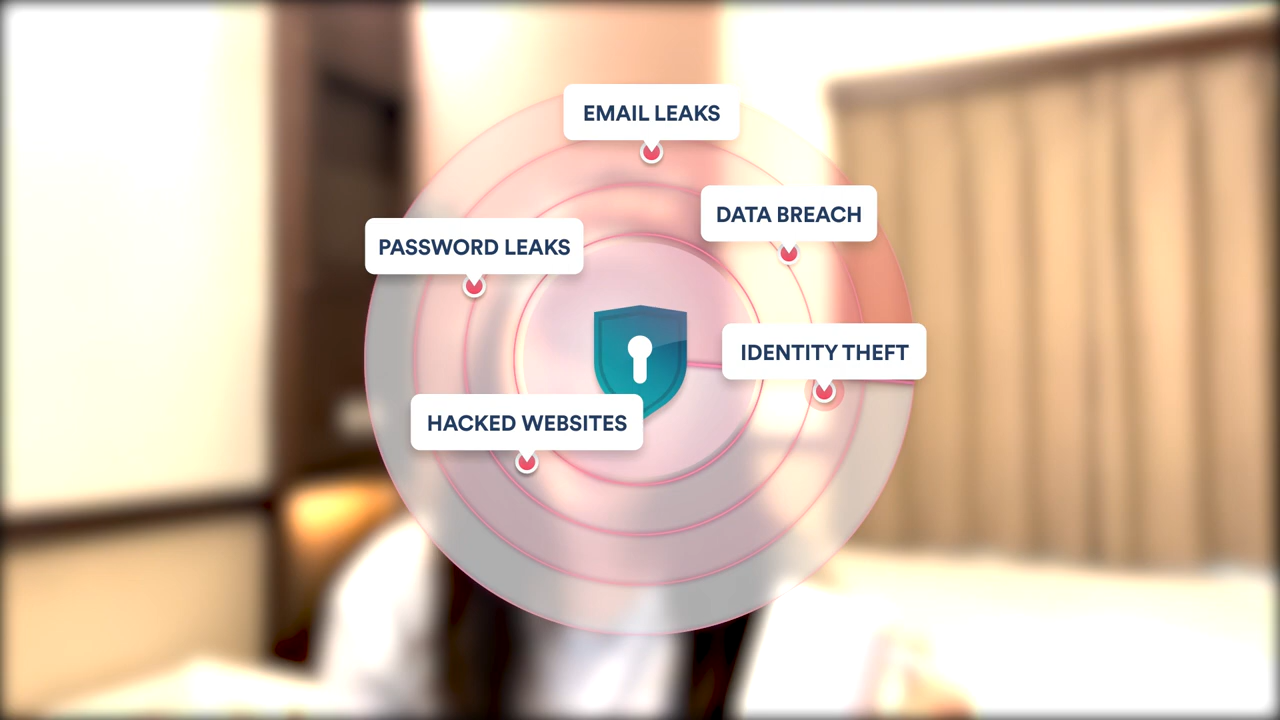 EMAIL LEAKS
DATA BREACH
PASSWORD LEAKS
IDENTITY THEFT
HACKED WEBSITES